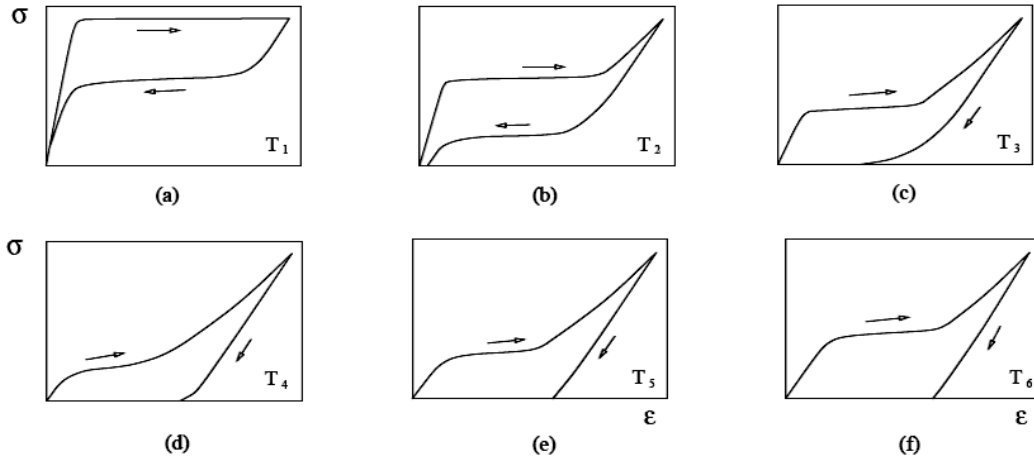 σ
T₁ T₂ T₃
(a) (b) (c)
σ
T₄ T₅ T₆
ε ε
(d) (e) (f)